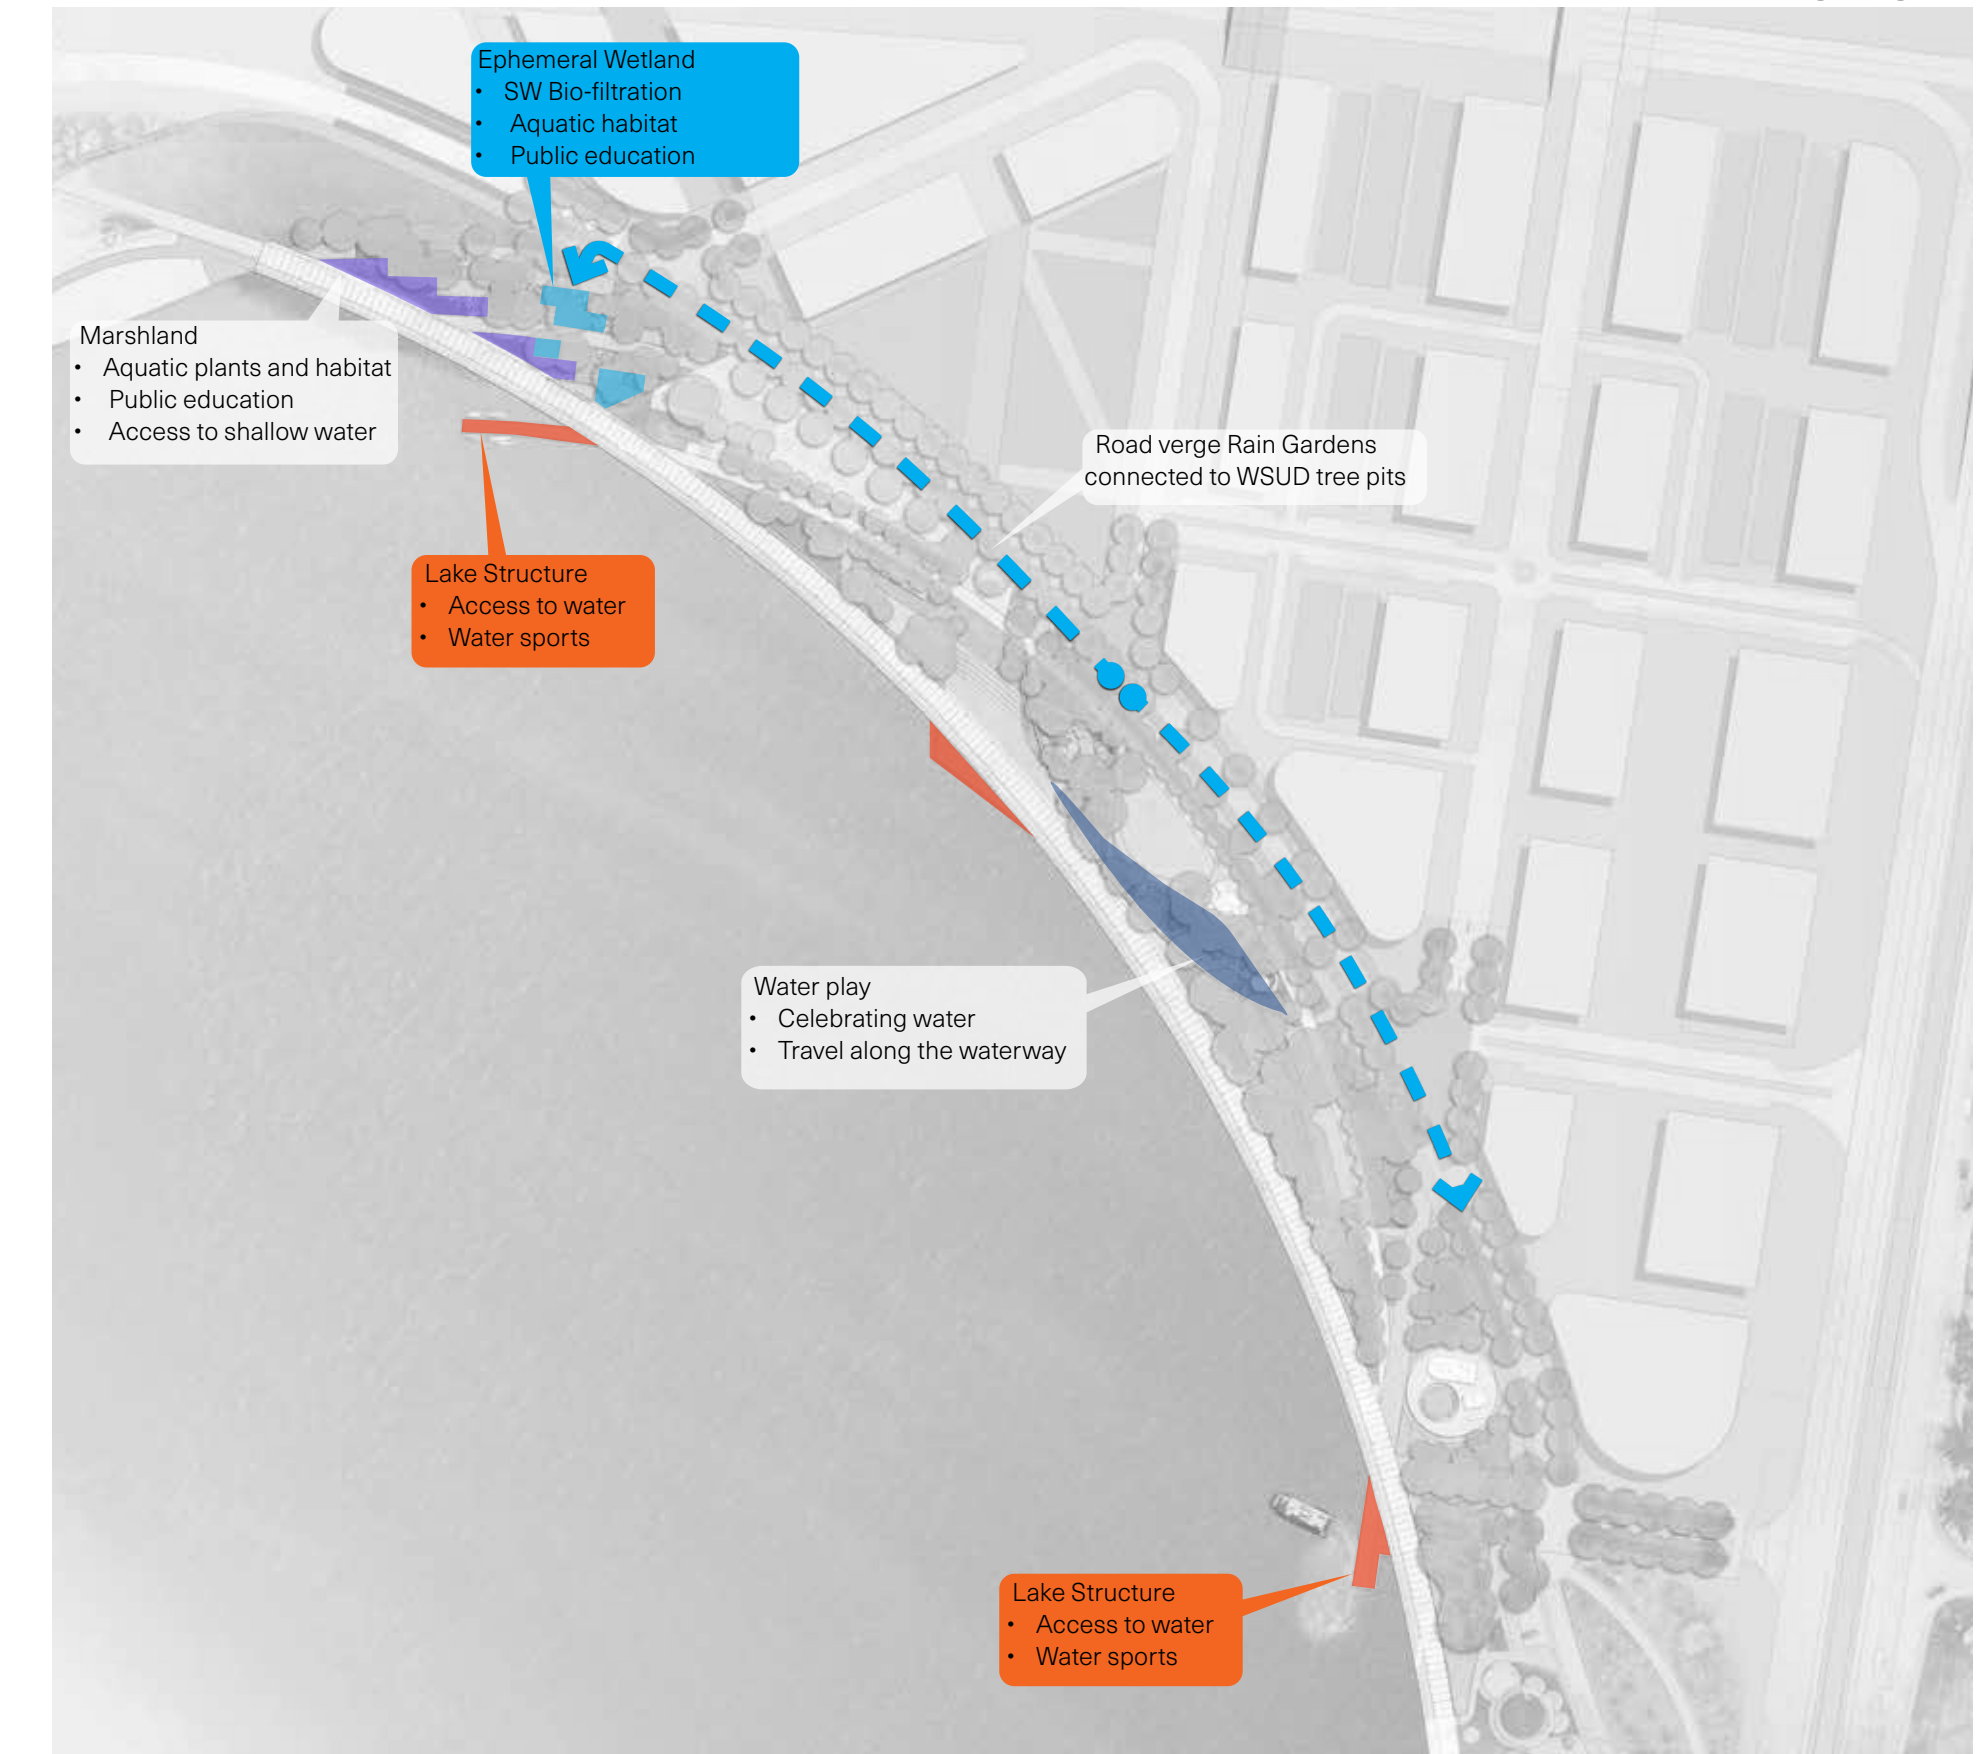 Ephemeral Wetland
• SW Bio-filtration
• Aquatic habitat
• Public education
Marshland
• Aquatic plants and habitat
• Public education
• Access to shallow water
Road verge Rain Gardens
connected to WSUD tree pits
Lake Structure
• Access to water
• Water sports
Water play
• Celebrating water
• Travel along the waterway
Lake Structure
• Access to water
• Water sports